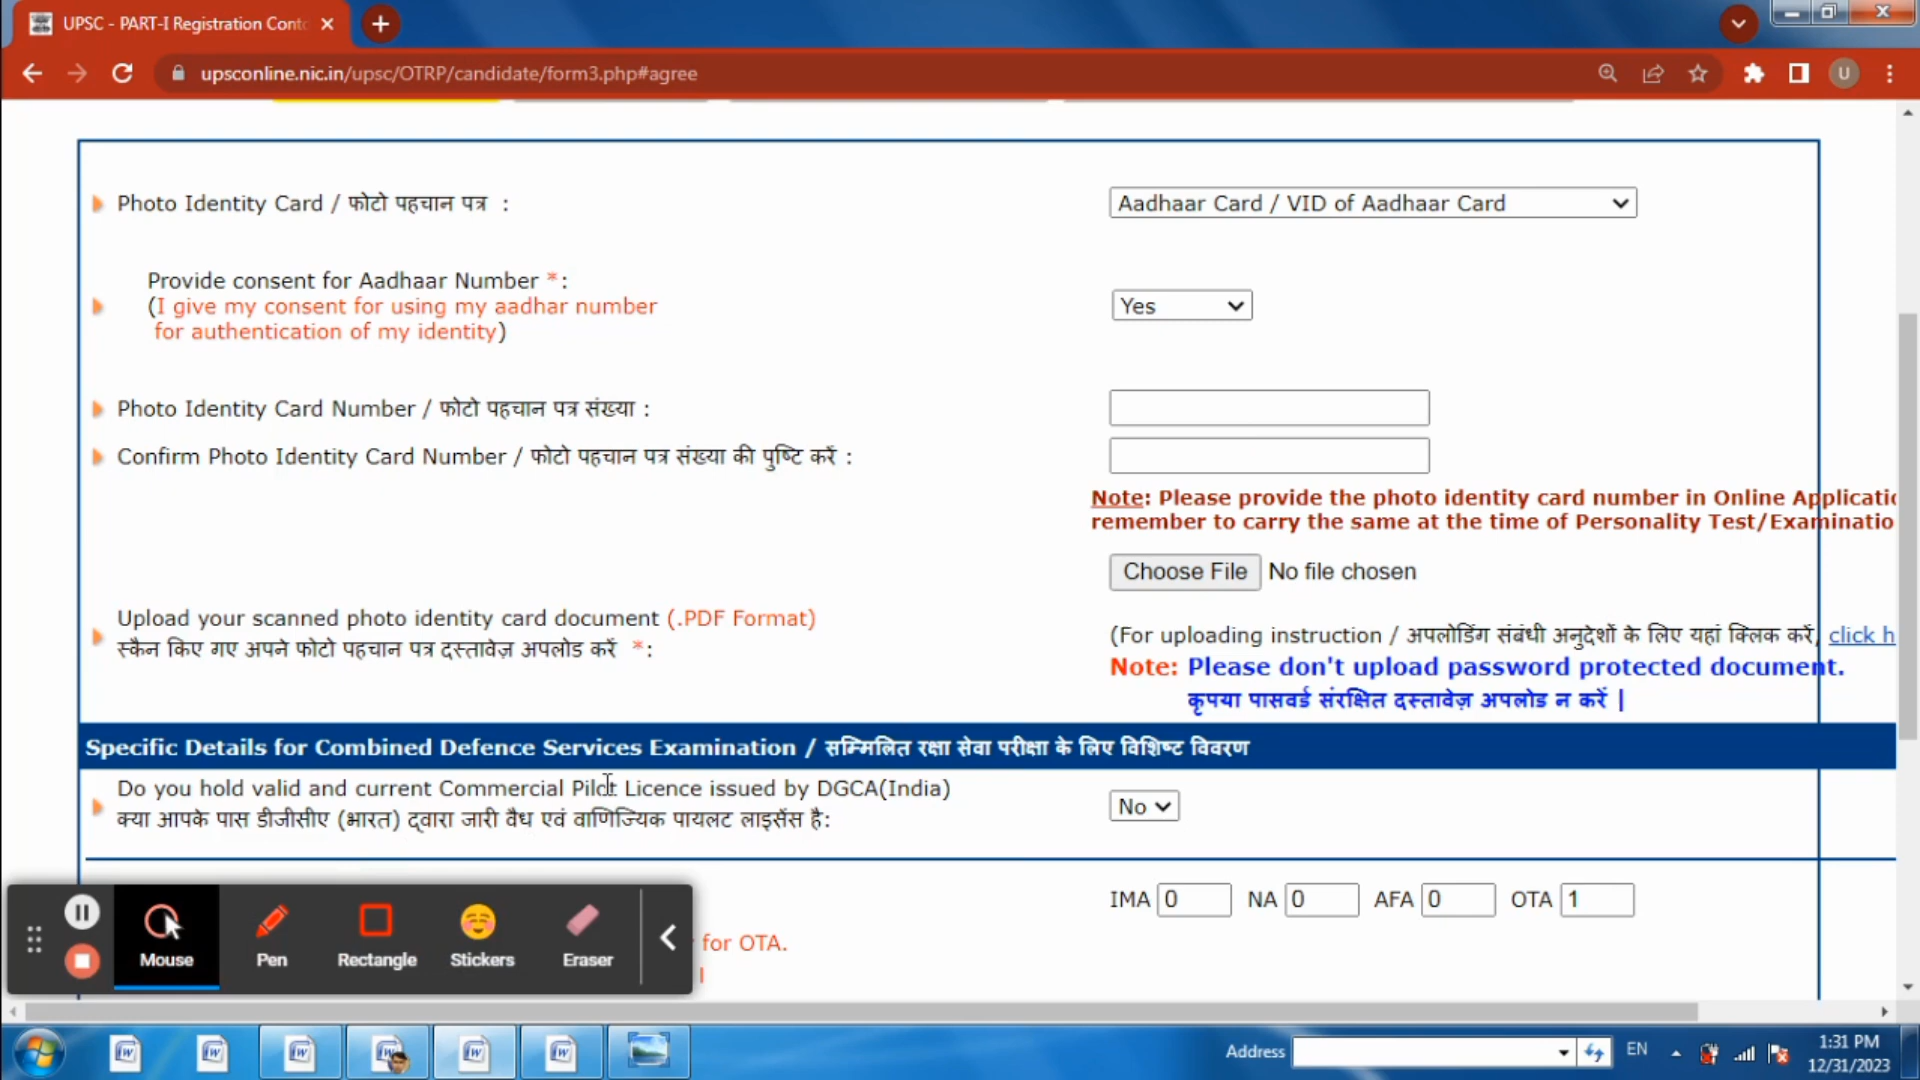 UPSC - PART-I Registration Cont
upsconline.nic.in/upsc/OTRP/candidate/form3.php#agree
U
Photo Identity Card / फोटो पहचान पत्र :
Aadhaar Card / VID of Aadhaar Card
Provide consent for Aadhaar Number *:
(I give my consent for using my aadhar number
for authentication of my identity)
Yes
Photo Identity Card Number / फोटो पहचान पत्र संख्या :
Confirm Photo Identity Card Number / फोटो पहचान पत्र संख्या की पुष्टि करें :
Note: Please provide the photo identity card number in Online Applicatio
remember to carry the same at the time of Personality Test/Examinatio
Choose File No file chosen
Upload your scanned photo identity card document (.PDF Format)
स्कैन किए गए अपने फोटो पहचान पत्र दस्तावेज़ अपलोड करें *:
(For uploading instruction / अपलोडिंग संबंधी अनुदेशों के लिए यहां क्लिक करें, click h
Note: Please don't upload password protected document.
कृपया पासवर्ड संरक्षित दस्तावेज़ अपलोड न करें |
Specific Details for Combined Defence Services Examination / सम्मिलित रक्षा सेवा परीक्षा के लिए विशिष्ट विवरण
Do you hold valid and current Commercial Pilot Licence issued by DGCA(India)
क्या आपके पास डीजीसीए (भारत) द्वारा जारी वैध एवं वाणिज्यिक पायलट लाइसेंस है:
No
IMA 0 NA 0 AFA 0 OTA 1
for OTA.
|
Mouse Pen Rectangle Stickers Eraser
Address
EN
1:31 PM
12/31/2023